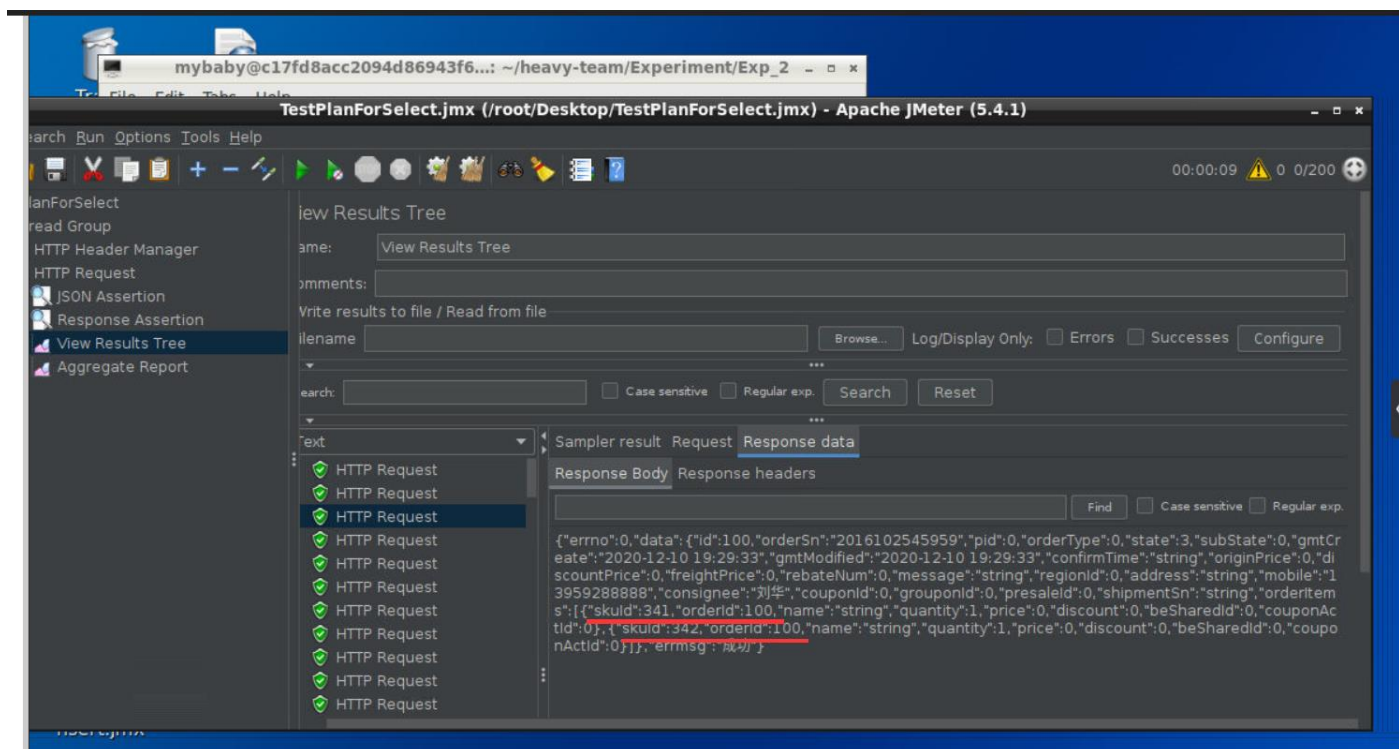 mybaby@c17fd8acc2094d86943f6...: ~/heavy-team/Experiment/Exp_2
File Edit Tabs Help
TestPlanForSelect.jmx (/root/Desktop/TestPlanForSelect.jmx) - Apache JMeter (5.4.1)
earch Run Options Tools Help
00:00:09 0 0/200
lanForSelect
read Group
HTTP Header Manager
HTTP Request
JSON Assertion
Response Assertion
View Results Tree
Aggregate Report
iew Results Tree
ame: View Results Tree
omments:
Write results to file / Read from file
ilename Browse... Log/Display Only: Errors Successes Configure
earch: Case sensitive Regular exp. Search Reset
Text
Sampler result Request Response data
HTTP Request
HTTP Request
HTTP Request
HTTP Request
HTTP Request
HTTP Request
HTTP Request
HTTP Request
HTTP Request
HTTP Request
HTTP Request
Response Body Response headers
Find Case sensitive Regular exp.
{"errno":0,"data":{"id":100,"orderSn":"2016102545959","pid":0,"orderType":0,"state":3,"subState":0,"gmtCr
eate":"2020-12-10 19:29:33","gmtModified":"2020-12-10 19:29:33","confirmTime":"string","originPrice":0,"di
scountPrice":0,"freightPrice":0,"rebateNum":0,"message":"string","regionId":0,"address":"string","mobile":"1
3959288888","consignee":"刘华","couponId":0,"grouponId":0,"presaleId":0,"shipmentSn":"string","orderItem
s":[{"skuId":341,"orderId":100,"name":"string","quantity":1,"price":0,"discount":0,"beSharedId":0,"couponAc
tId":0},{"skuId":342,"orderId":100,"name":"string","quantity":1,"price":0,"discount":0,"beSharedId":0,"coupo
nActId":0}]},"errmsg":"成功"}